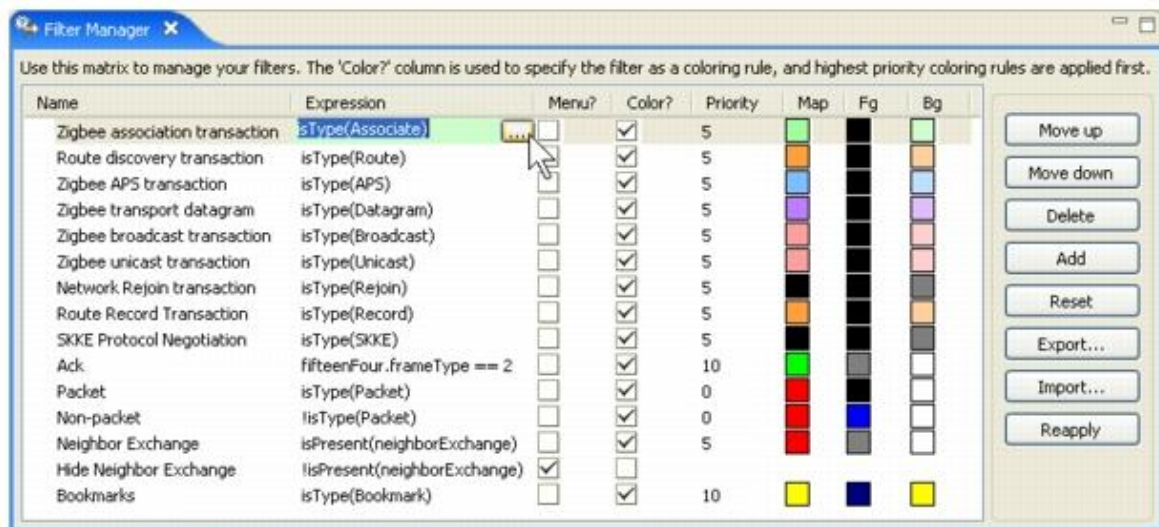 Filter Manager
Use this matrix to manage your filters. The 'Color?' column is used to specify the filter as a coloring rule, and highest priority coloring rules are applied first.
Name Expression Menu? Color? Priority Map Fg Bg
Zigbee association transaction isType(Associate) ... 5
Route discovery transaction isType(Route) 5
Zigbee APS transaction isType(APS) 5
Zigbee transport datagram isType(Datagram) 5
Zigbee broadcast transaction isType(Broadcast) 5
Zigbee unicast transaction isType(Unicast) 5
Network Rejoin transaction isType(Rejoin) 5
Route Record Transaction isType(Record) 5
SKKE Protocol Negotiation isType(SKKE) 5
Ack fifteenFour.frameType == 2 10
Packet isType(Packet) 0
Non-packet !isType(Packet) 0
Neighbor Exchange isPresent(neighborExchange) 5
Hide Neighbor Exchange !isPresent(neighborExchange)
Bookmarks isType(Bookmark) 10
Move up
Move down
Delete
Add
Reset
Export...
Import...
Reapply